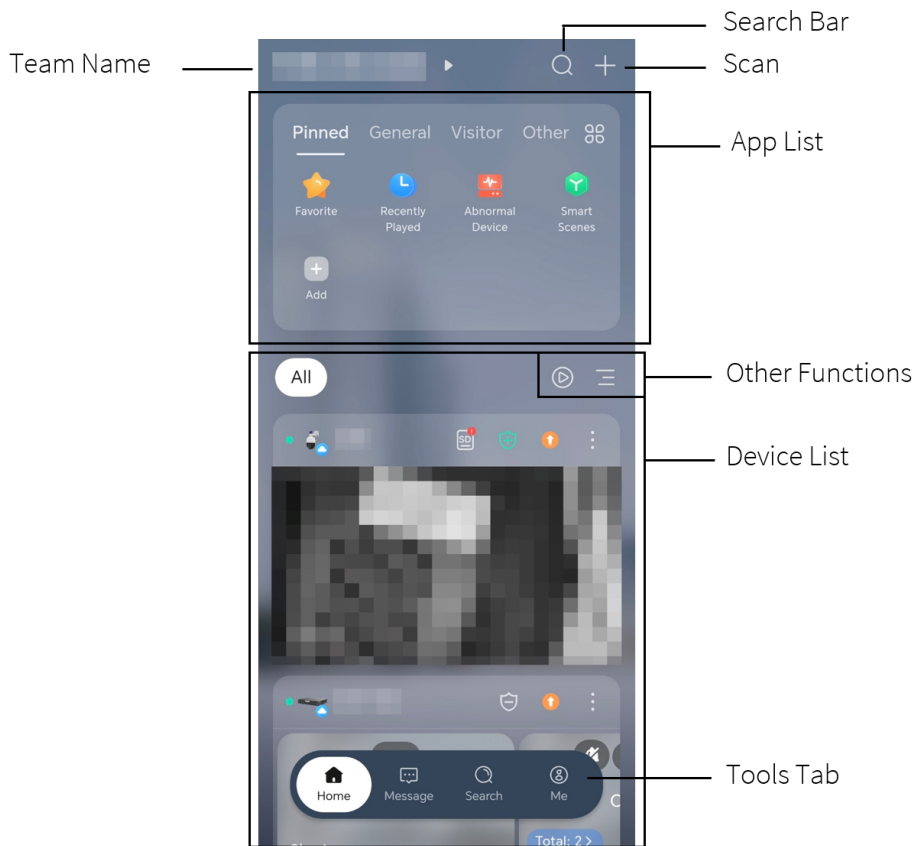 Search Bar
Team Name
Scan
Pinned General Visitor Other
App List
Favorite
Recently
Played
Abnormal
Device
Smart
Scenes
Add
All
Other Functions
SD
Device List
Home Message Search Me
Tools Tab
Total: 2 >